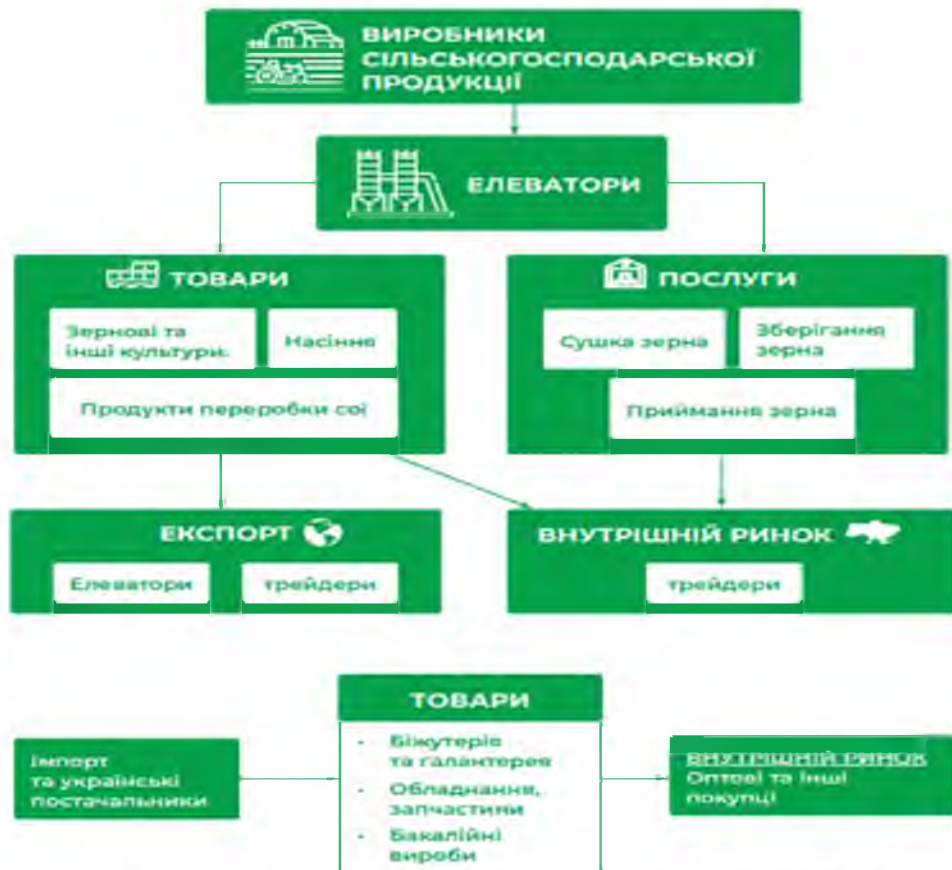 ВИРОБНИКИ
СІЛЬСЬКОГОСПОДАРСЬКОЇ
ПРОДУКЦІЇ
ЕЛЕВАТОРИ
ТОВАРИ
Зернові та
інші культури.
Насіння
Продукти переробки сої
ПОСЛУГИ
Сушка зерна
Зберігання
зерна
Приймання зерна
ЕКСПОРТ
Елеватори
трейдери
ВНУТРІШНІЙ РИНОК
трейдери
Імпорт
та українські
постачальники
ТОВАРИ
- Біжутерія
та галантерея
- Обладнання,
запчастини
- Бакалійні
вироби
ВНУТРІШНІЙ РИНОК
Оптові та інші
покупці